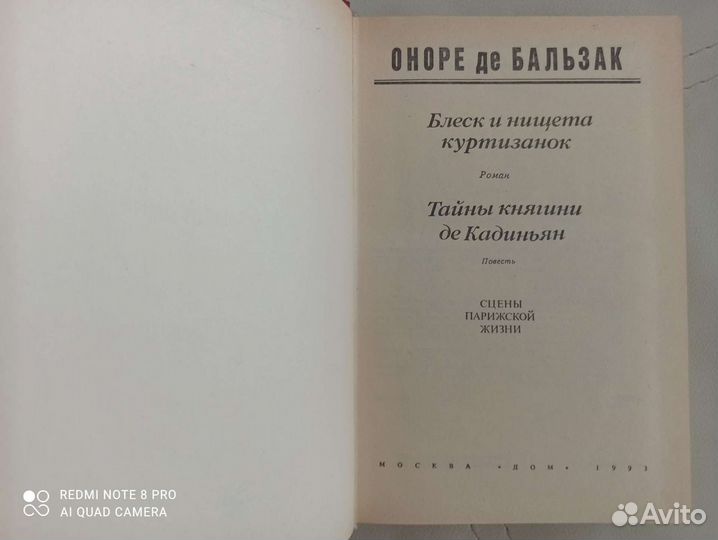 ОНОРЕ де БАЛЬЗАК
Блеск и нищета
куртизанок
Роман
Тайны княгини
де Кадиньян
Повесть
СЦЕНЫ
ПАРИЖСКОЙ
ЖИЗНИ
МОСКВА «ДОМ» 1993
REDMI NOTE 8 PRO
AI QUAD CAMERA
Avito